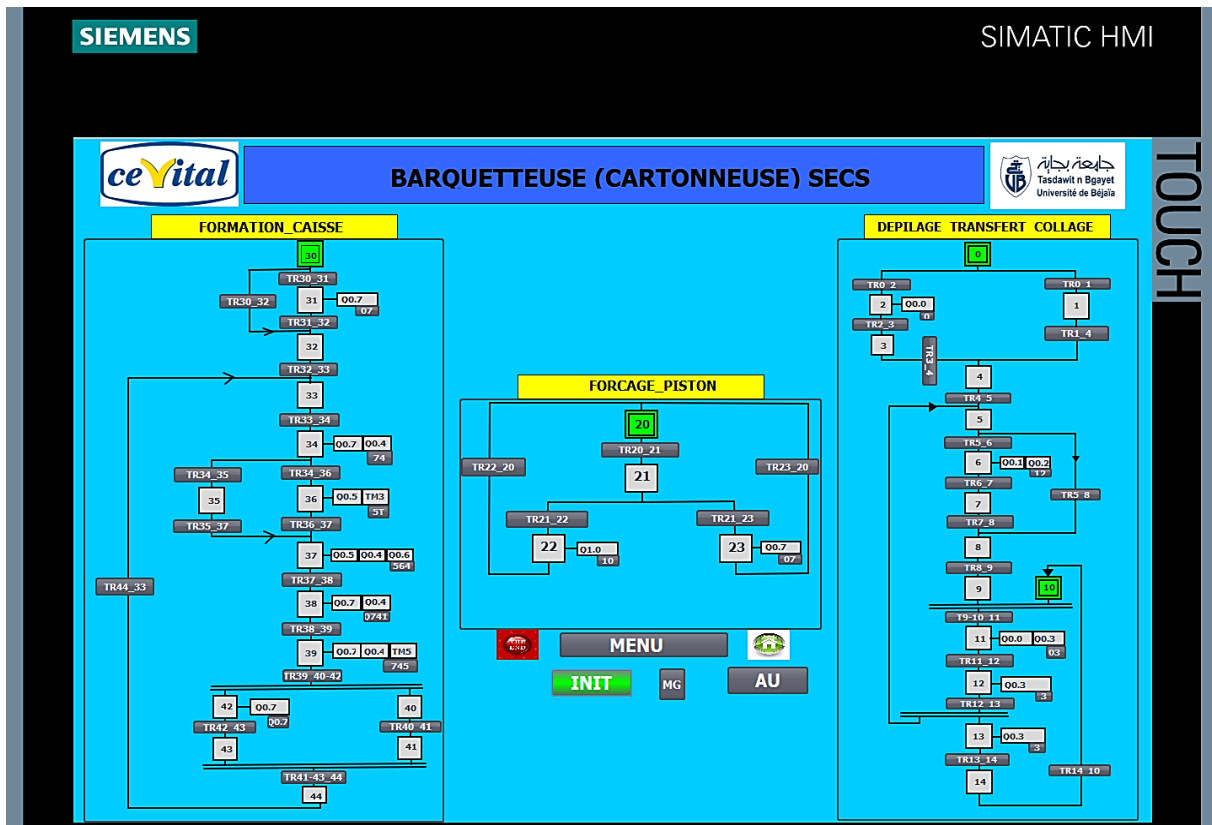 SIEMENS
SIMATIC HMI
TOUCH
cevital
BARQUETTEUSE (CARTONNEUSE) SECS
جامعة بجاية
Tasdawit n Bgayet
Université de Béjaïa
FORMATION_CAISSE
30
TR30_31
TR30_32
31
Q0.7
07
TR31_32
32
TR32_33
33
TR33_34
34
Q0.7 Q0.4
74
TR34_35
TR34_36
35
36
Q0.5 TM3
5T
TR35_37
TR36_37
37
Q0.5 Q0.4 Q0.6
564
TR44_33
TR37_38
38
Q0.7 Q0.4
0741
TR38_39
39
Q0.7 Q0.4 TM5
745
TR39_40-42
42
Q0.7
Q0.7
40
TR42_43
TR40_41
43
41
TR41-43_44
44
FORCAGE_PISTON
20
TR20_21
TR22_20
TR23_20
21
TR21_22
TR21_23
22
Q1.0
10
23
Q0.7
07
MENU
INIT
MG
AU
DEPILAGE TRANSFERT COLLAGE
0
TR0_2
TR0_1
2
Q0.0
0
1
TR2_3
TR1_4
3
TR3_4
4
TR4_5
5
TR5_6
6
Q0.1 Q0.2
12
TR6_7
TR5_8
7
TR7_8
8
TR8_9
9
10
T9-10_11
11
Q0.0 Q0.3
03
TR11_12
12
Q0.3
3
TR12_13
13
Q0.3
3
TR13_14
TR14_10
14